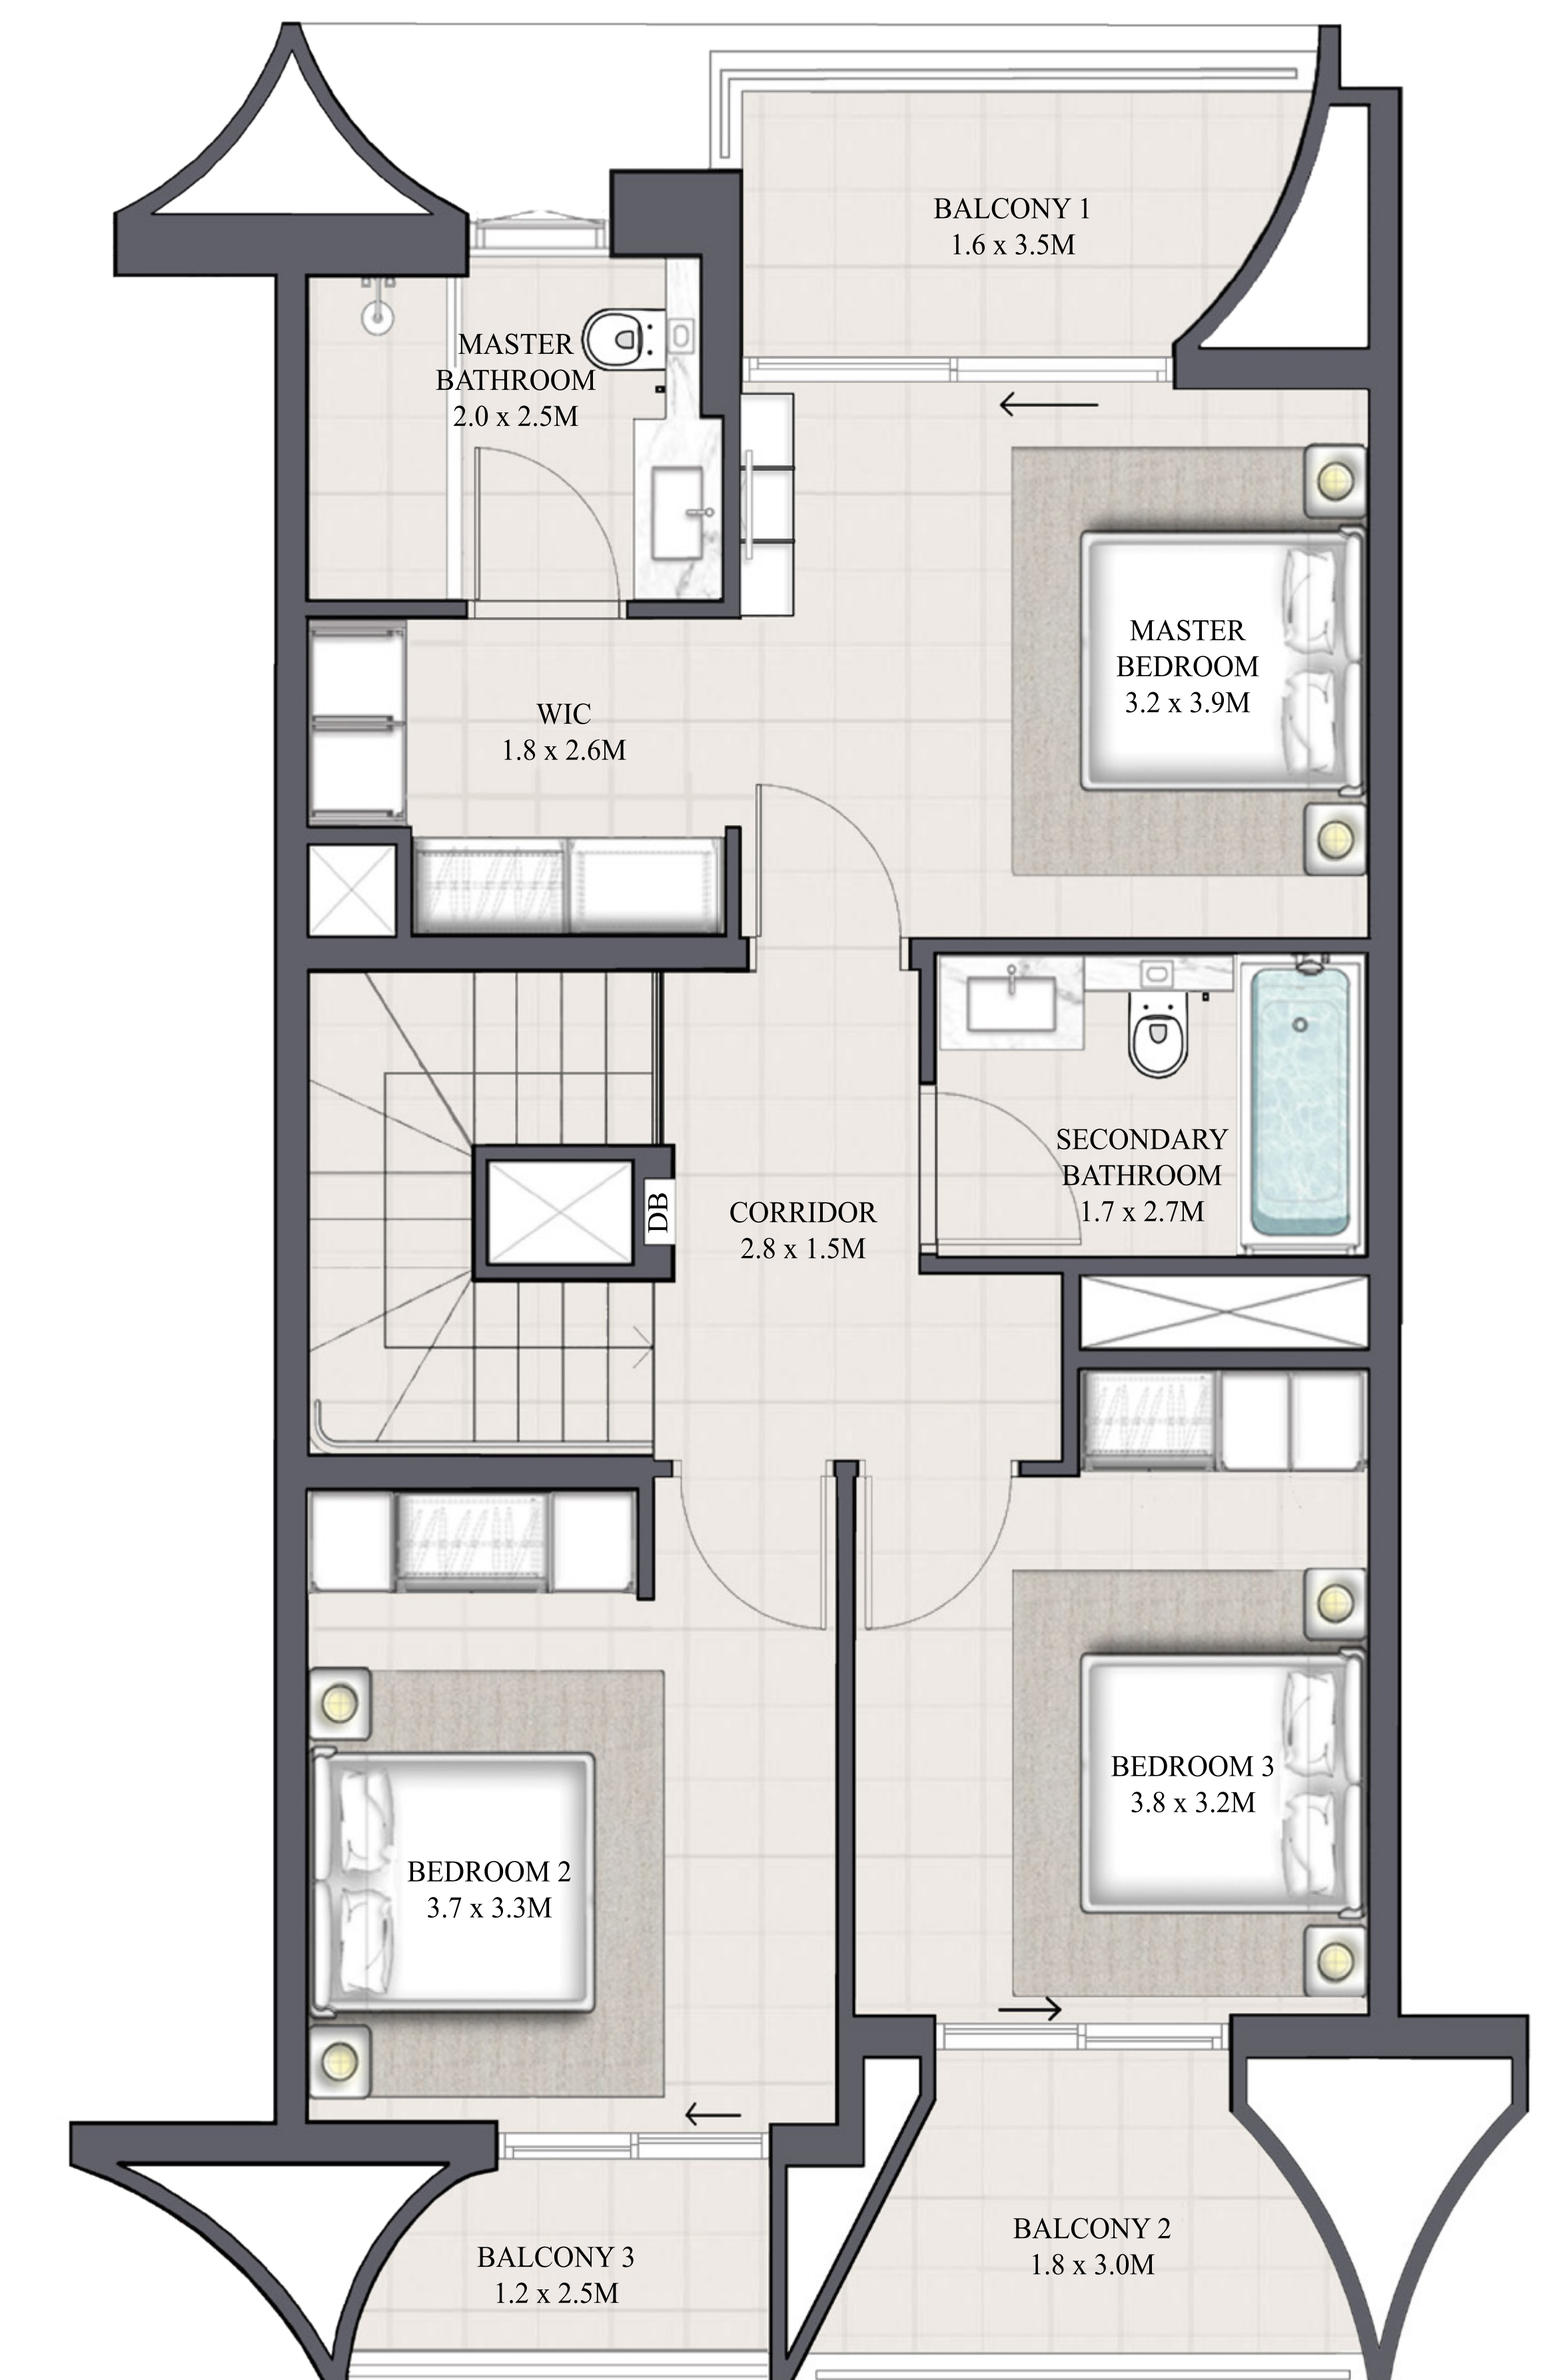 BALCONY 1
1.6 x 3.5M
MASTER
BATHROOM
2.0 x 2.5M
MASTER
BEDROOM
3.2 x 3.9M
WIC
1.8 x 2.6M
SECONDARY
BATHROOM
1.7 x 2.7M
DB
CORRIDOR
2.8 x 1.5M
BEDROOM 3
3.8 x 3.2M
BEDROOM 2
3.7 x 3.3M
BALCONY 2
1.8 x 3.0M
BALCONY 3
1.2 x 2.5M